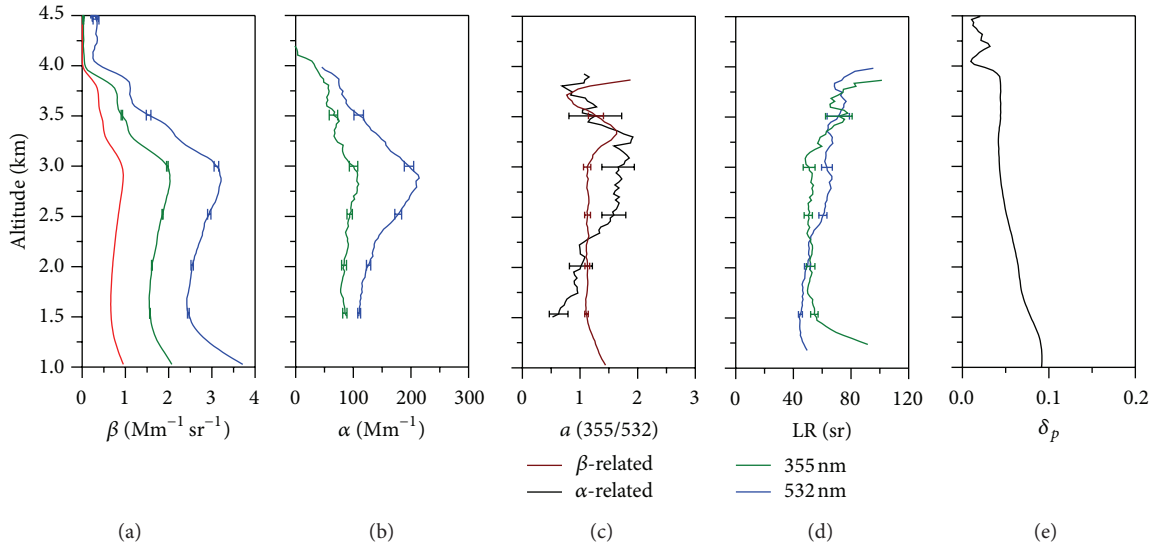 4.5
4.0
3.5
3.0
2.5
2.0
1.5
1.0
Altitude (km)
0 1 2 3 4
0 100 200 300
0 1 2 3
0 40 80 120
0.0 0.1 0.2
β (Mm⁻¹ sr⁻¹)
α (Mm⁻¹)
a (355/532)
LR (sr)
δₚ
β-related
α-related
355 nm
532 nm
(a) (b) (c) (d) (e)